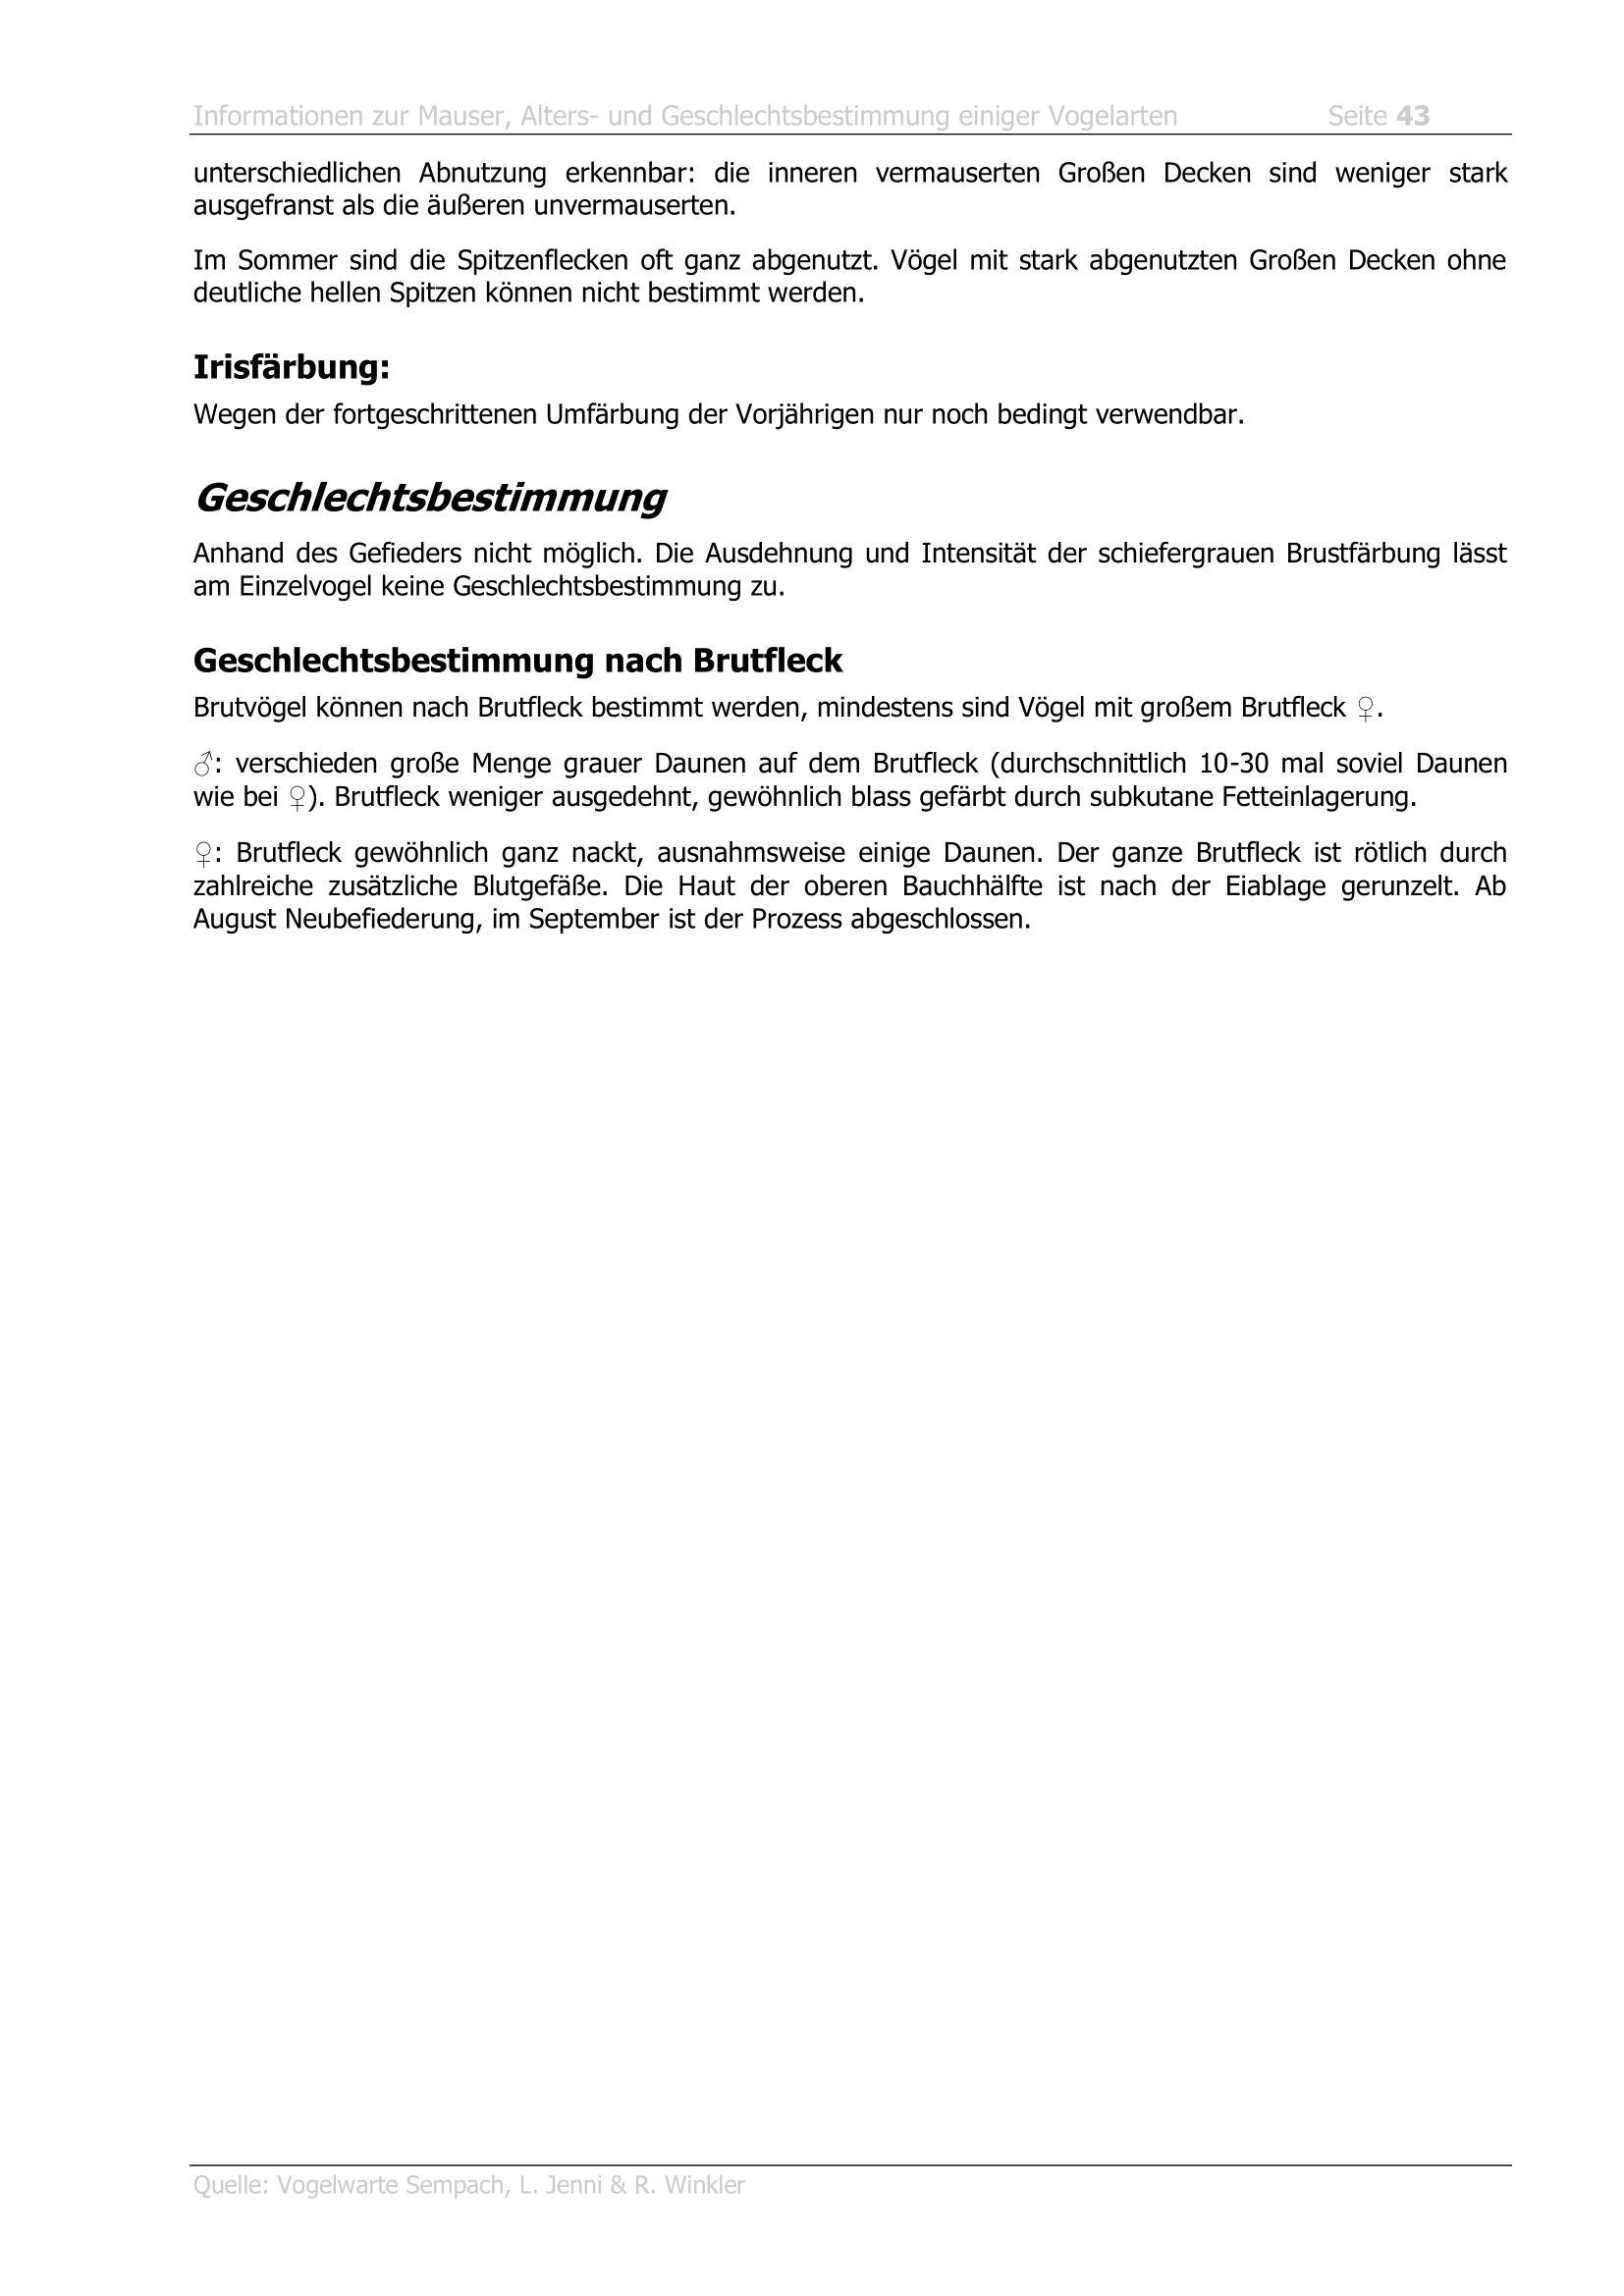 Informationen zur Mauser, Alters- und Geschlechtsbestimmung einiger Vogelarten Seite 43
unterschiedlichen Abnutzung erkennbar: die inneren vermauserten Großen Decken sind weniger stark
ausgefranst als die äußeren unvermauserten.
Im Sommer sind die Spitzenflecken oft ganz abgenutzt. Vögel mit stark abgenutzten Großen Decken ohne
deutliche hellen Spitzen können nicht bestimmt werden.
Irisfärbung:
Wegen der fortgeschrittenen Umfärbung der Vorjährigen nur noch bedingt verwendbar.
Geschlechtsbestimmung
Anhand des Gefieders nicht möglich. Die Ausdehnung und Intensität der schiefergrauen Brustfärbung lässt
am Einzelvogel keine Geschlechtsbestimmung zu.
Geschlechtsbestimmung nach Brutfleck
Brutvögel können nach Brutfleck bestimmt werden, mindestens sind Vögel mit großem Brutfleck ♀.
♂: verschieden große Menge grauer Daunen auf dem Brutfleck (durchschnittlich 10-30 mal soviel Daunen
wie bei ♀). Brutfleck weniger ausgedehnt, gewöhnlich blass gefärbt durch subkutane Fetteinlagerung.
♀: Brutfleck gewöhnlich ganz nackt, ausnahmsweise einige Daunen. Der ganze Brutfleck ist rötlich durch
zahlreiche zusätzliche Blutgefäße. Die Haut der oberen Bauchhälfte ist nach der Eiablage gerunzelt. Ab
August Neubefiederung, im September ist der Prozess abgeschlossen.
Quelle: Vogelwarte Sempach, L. Jenni & R. Winkler